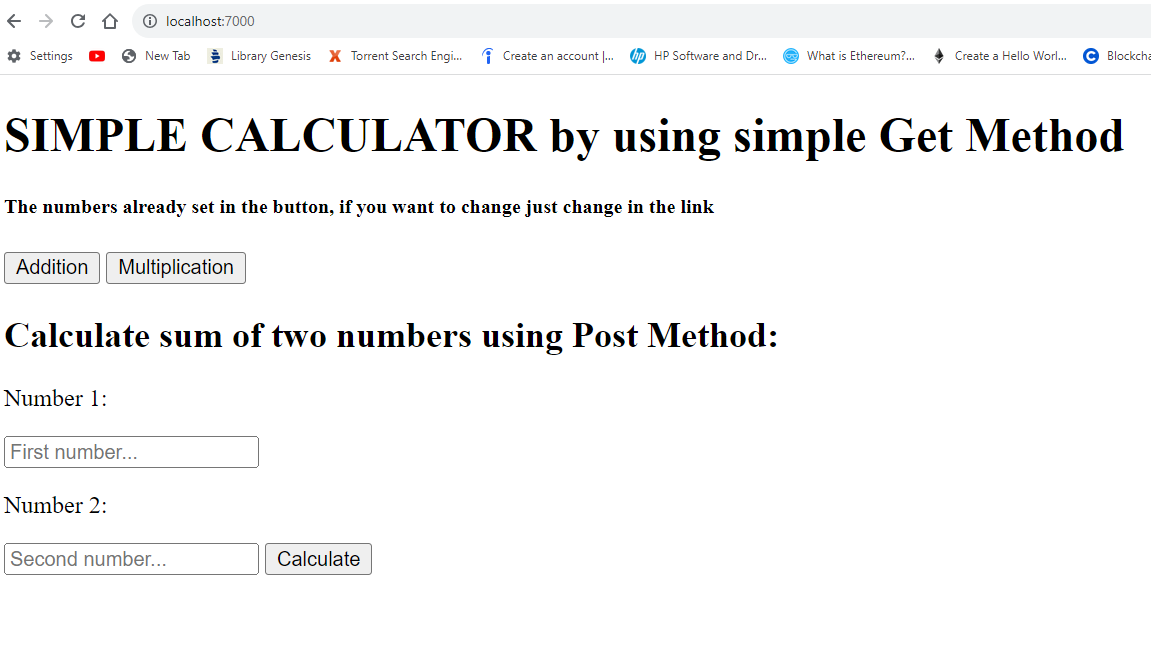 localhost:7000
Settings New Tab Library Genesis Torrent Search Engi... Create an account |... HP Software and Dr... What is Ethereum?... Create a Hello Worl... Blockcha
SIMPLE CALCULATOR by using simple Get Method
The numbers already set in the button, if you want to change just change in the link
Addition Multiplication
Calculate sum of two numbers using Post Method:
Number 1:
First number...
Number 2:
Second number... Calculate